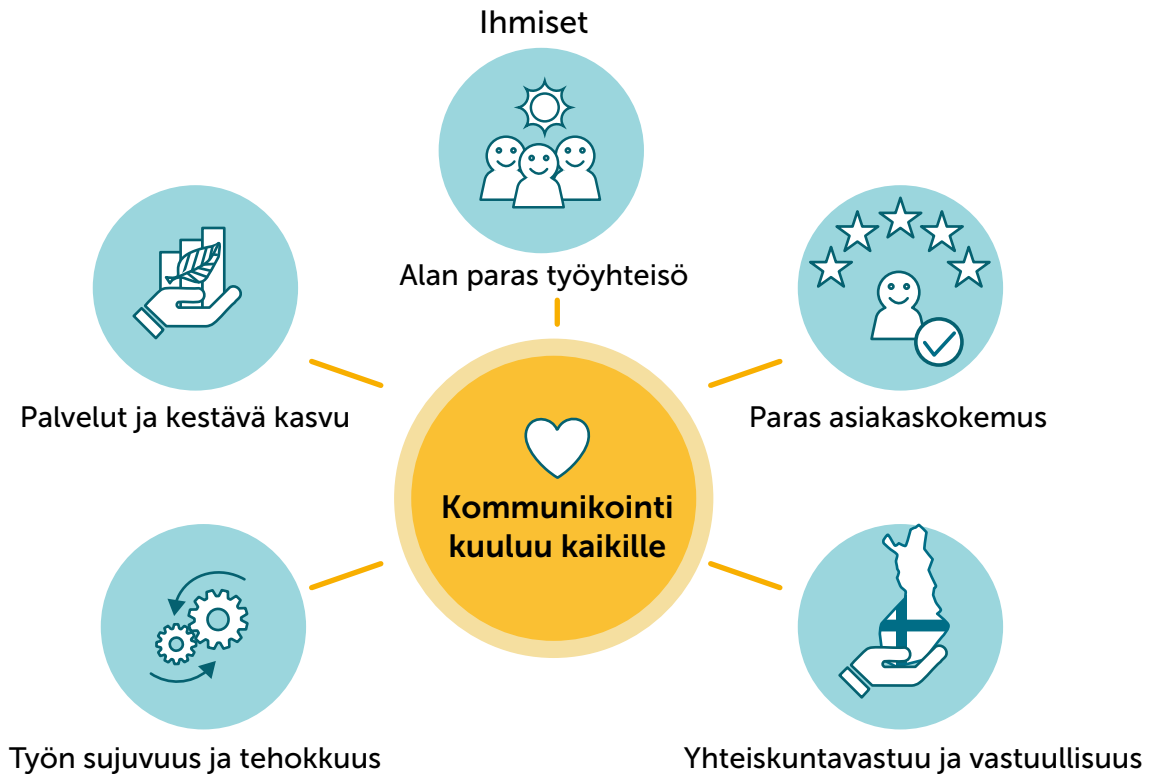 Ihmiset
Alan paras työyhteisö
Palvelut ja kestävä kasvu
Paras asiakaskokemus
Kommunikointi
kuuluu kaikille
Työn sujuvuus ja tehokkuus
Yhteiskuntavastuu ja vastuullisuus